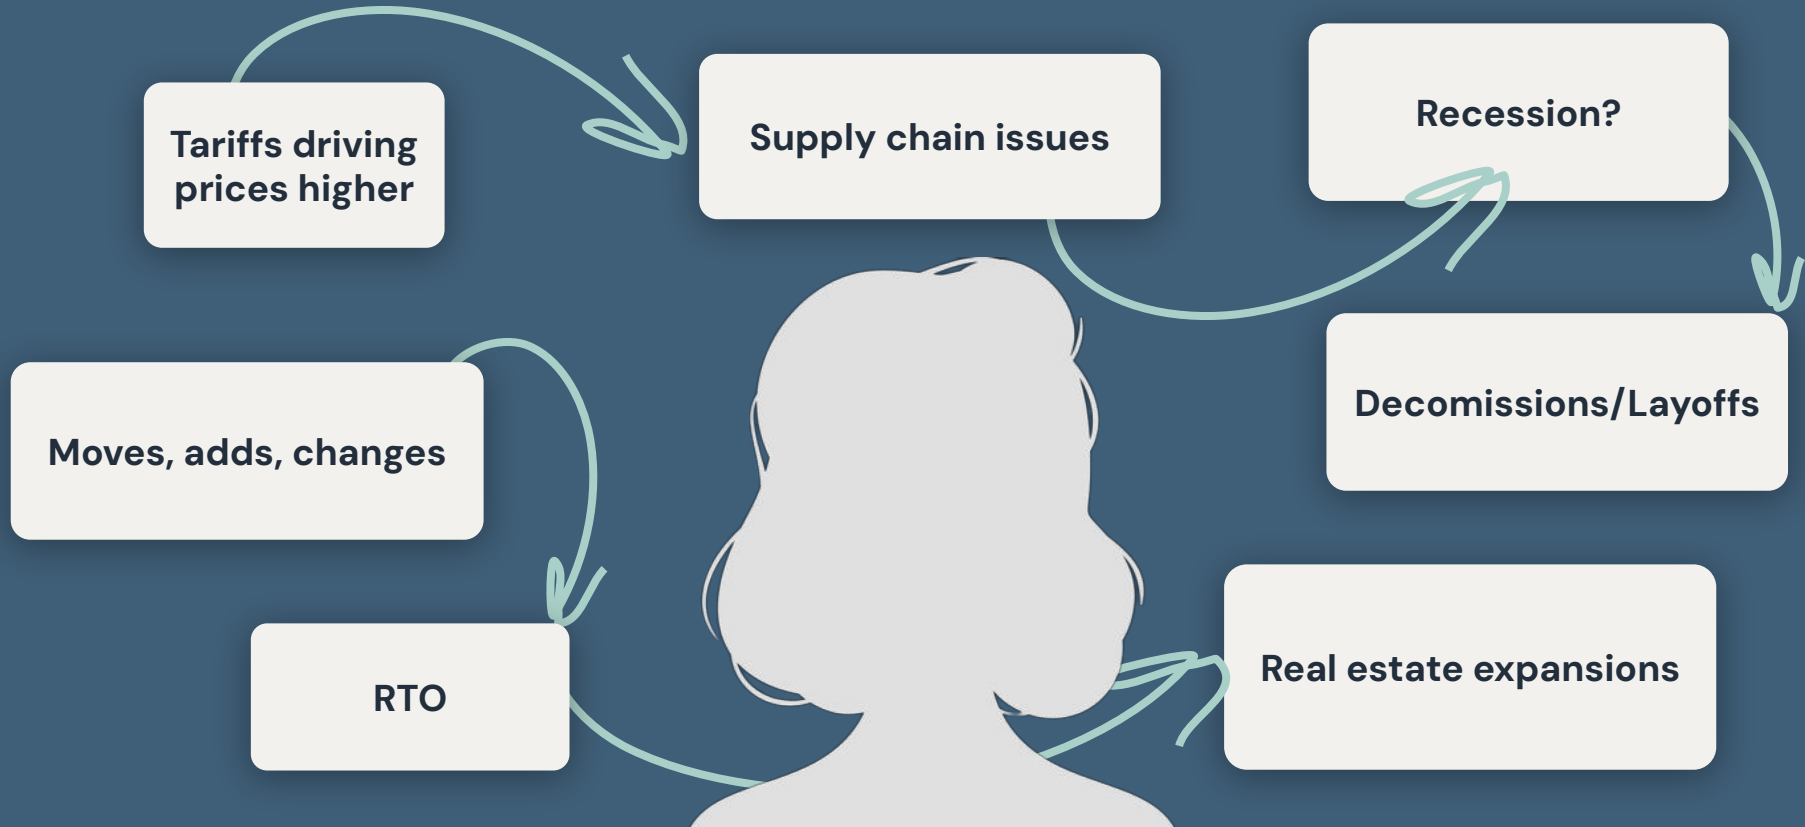 Tariffs driving
prices higher
Supply chain issues
Recession?
Decomissions/Layoffs
Moves, adds, changes
RTO
Real estate expansions